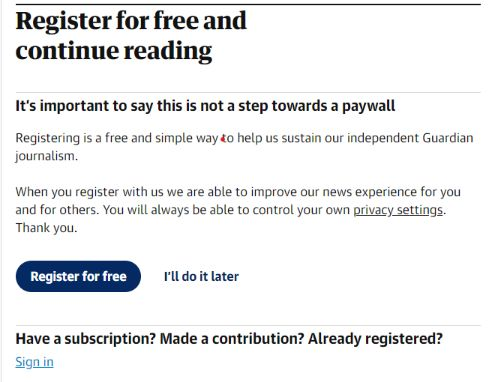 Register for free and
continue reading
It's important to say this is not a step towards a paywall
Registering is a free and simple way to help us sustain our independent Guardian
journalism.
When you register with us we are able to improve our news experience for you
and for others. You will always be able to control your own privacy settings.
Thank you.
Register for free
I'll do it later
Have a subscription? Made a contribution? Already registered?
Sign in